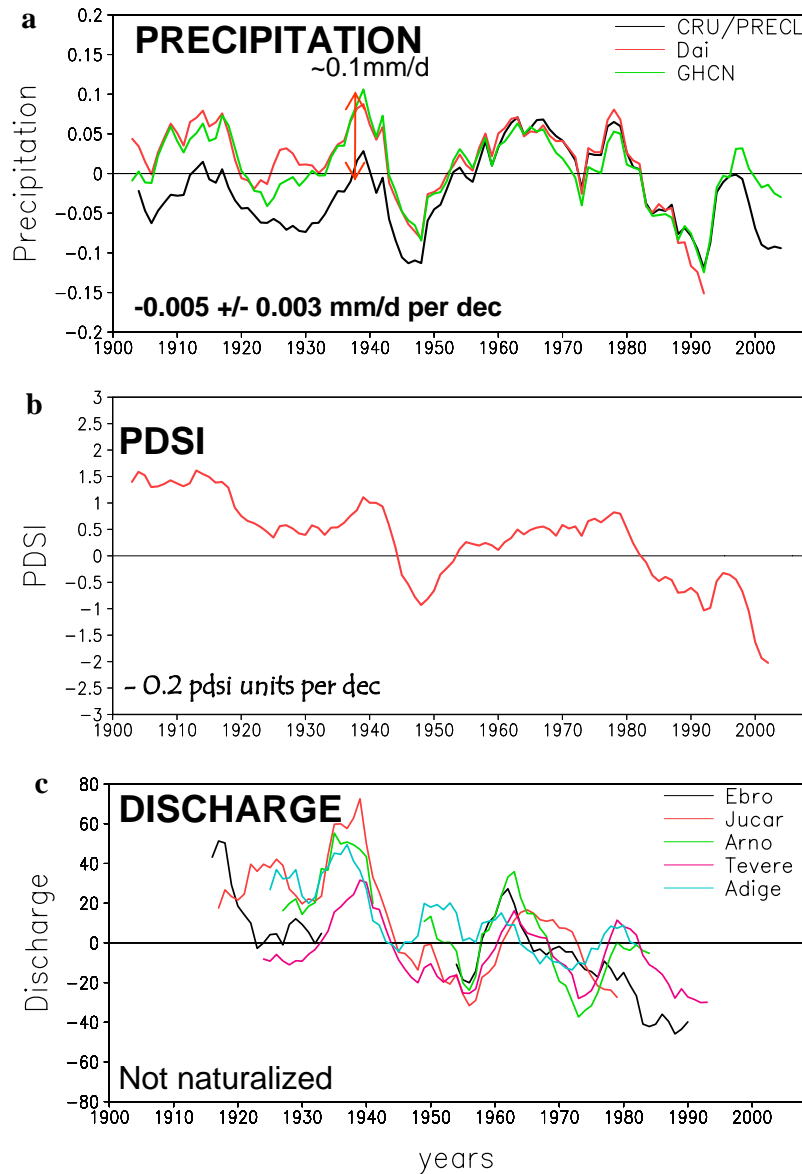 a
PRECIPITATION
~0.1mm/d
CRU/PRECL
Dai
GHCN
Precipitation
0.2
0.15
0.1
0.05
0
-0.05
-0.1
-0.15
-0.2
-0.005 +/- 0.003 mm/d per dec
1900 1910 1920 1930 1940 1950 1960 1970 1980 1990 2000
b
PDSI
PDSI
3
2.5
2
1.5
1
0.5
0
-0.5
-1
-1.5
-2
-2.5
-3
- 0.2 pdsi units per dec
1900 1910 1920 1930 1940 1950 1960 1970 1980 1990 2000
c
DISCHARGE
Ebro
Jucar
Arno
Tevere
Adige
Discharge
80
60
40
20
0
-20
-40
-60
-80
Not naturalized
1900 1910 1920 1930 1940 1950 1960 1970 1980 1990 2000
years